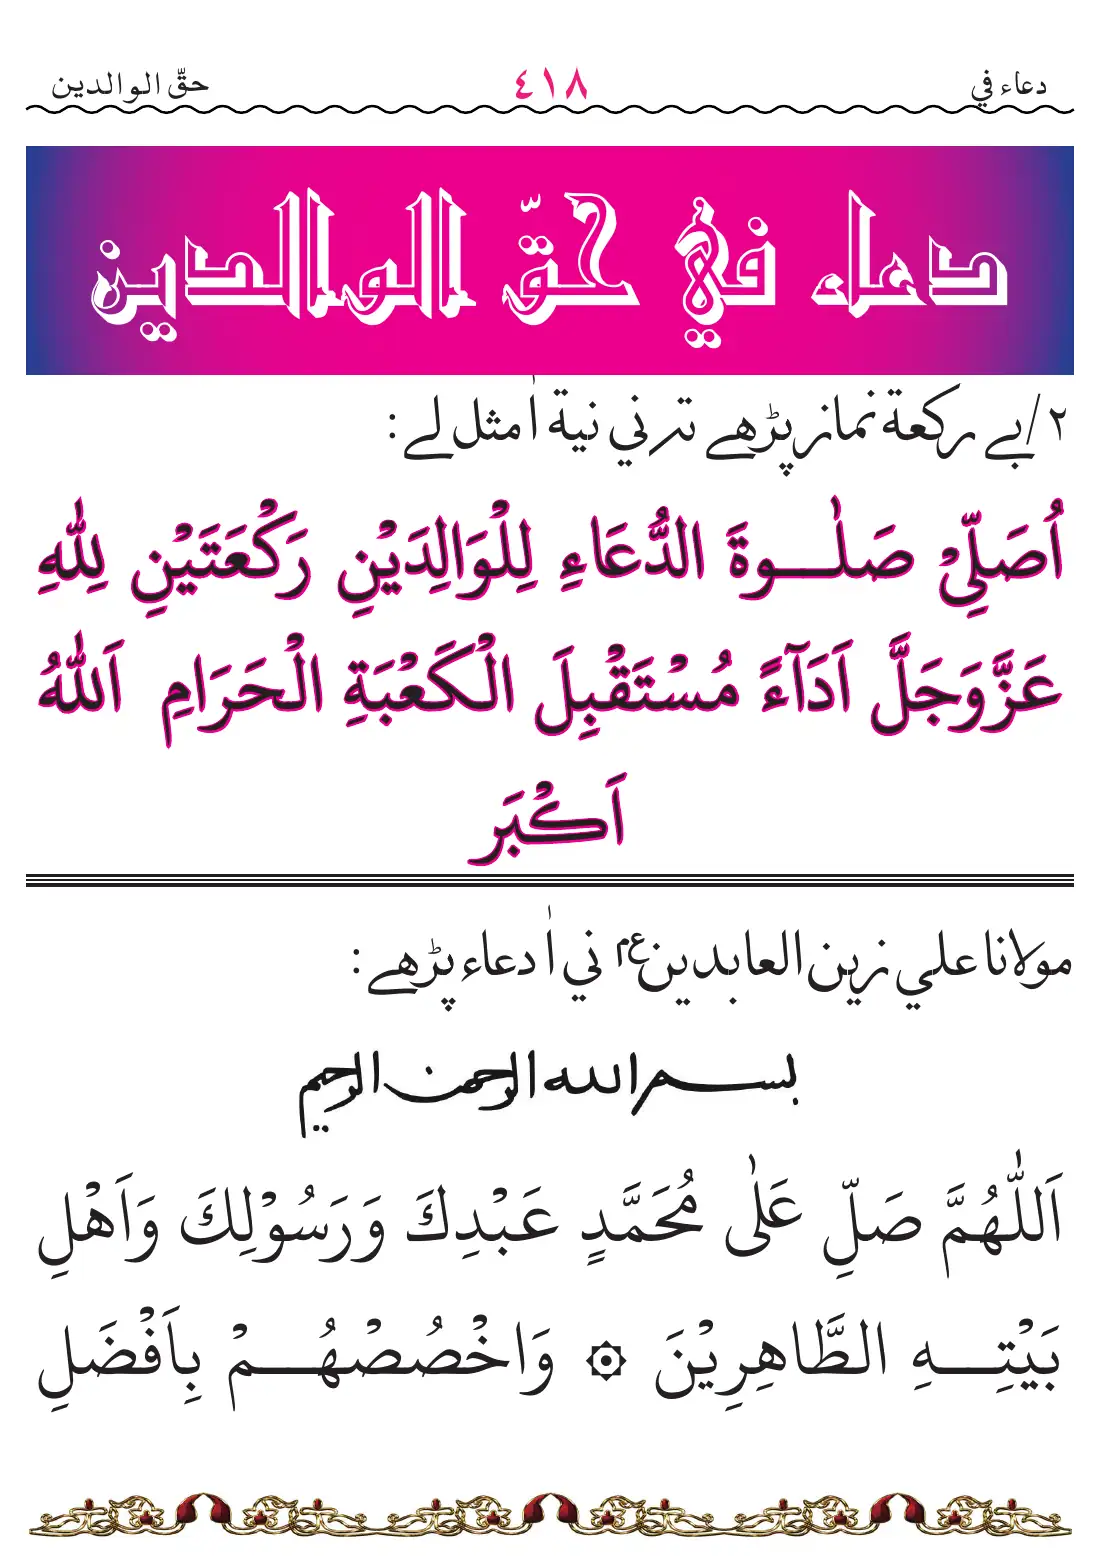 دعاء في ٤١٨ حقّ الوالدين
دعاء في حقّ الوالدين
٢/بے ركعة نماز پڑھے تہ ني نية اٰ مثل لے:
اُصَلِّيْ صَلٰوةَ الدُّعَاءِ لِلْوَالِدَيْنِ رَكْعَتَيْنِ لِلّٰهِ
عَزَّوَجَلَّ اَدَآءً مُسْتَقْبِلَ الْكَعْبَةِ الْحَرَامِ اَللّٰهُ
اَكْبَر
مولانا علي زين العابدينؑم ني اٰ دعاء پڑھے:
بسم الله الرحمن الرحيم
اَللّٰهُمَّ صَلِّ عَلٰى مُحَمَّدٍ عَبْدِكَ وَرَسُوْلِكَ وَاَهْلِ
بَيْتِهِ الطَّاهِرِيْنَ ۞ وَاخْصُصْهُمْ بِاَفْضَلِ